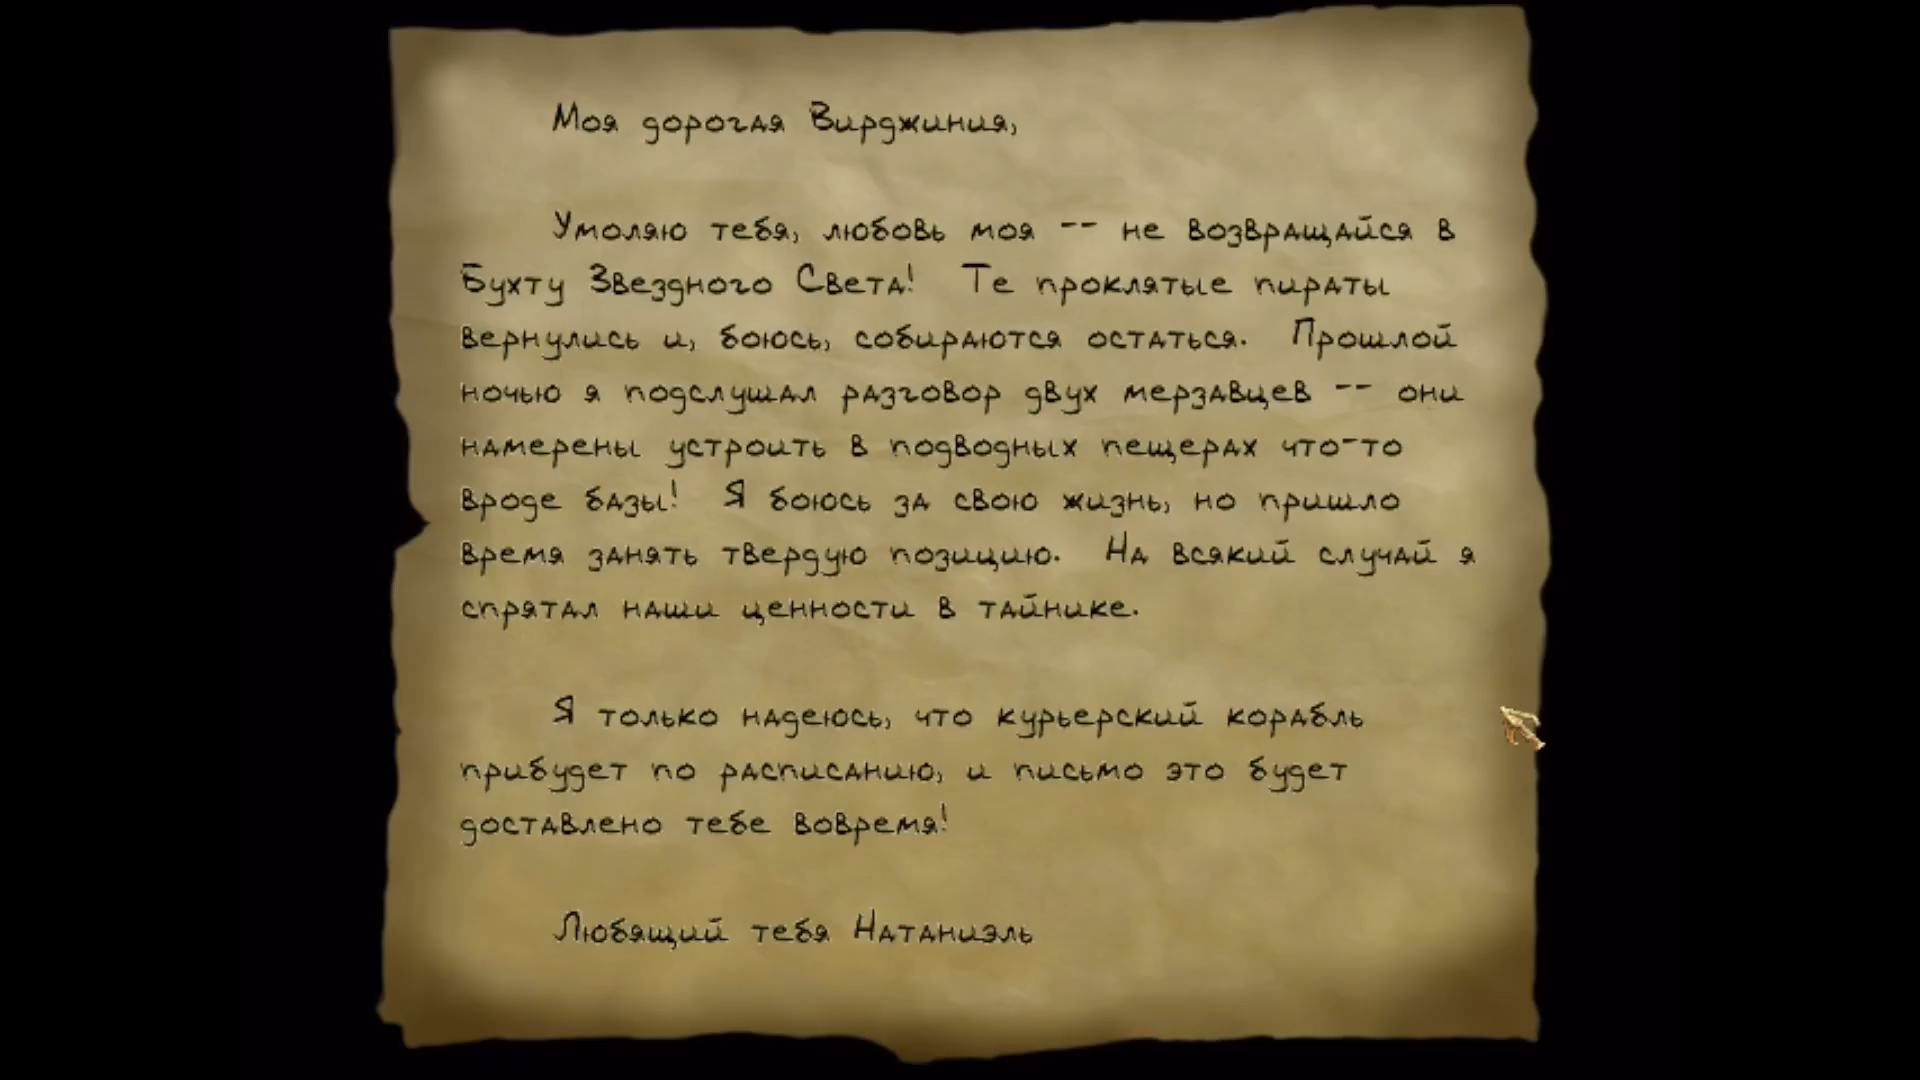 Моя дорогая Вирджиния,
Умоляю тебя, любовь моя -- не возвращайся в
Бухту Звездного Света! Те проклятые пираты
вернулись и, боюсь, собираются остаться. Прошлой
ночью я подслушал разговор двух мерзавцев -- они
намерены устроить в подводных пещерах что-то
вроде базы! Я боюсь за свою жизнь, но пришло
время занять твердую позицию. На всякий случай я
спрятал наши ценности в тайнике.
Я только надеюсь, что курьерский корабль
прибудет по расписанию, и письмо это будет
доставлено тебе вовремя!
Любящий тебя Натаниэль